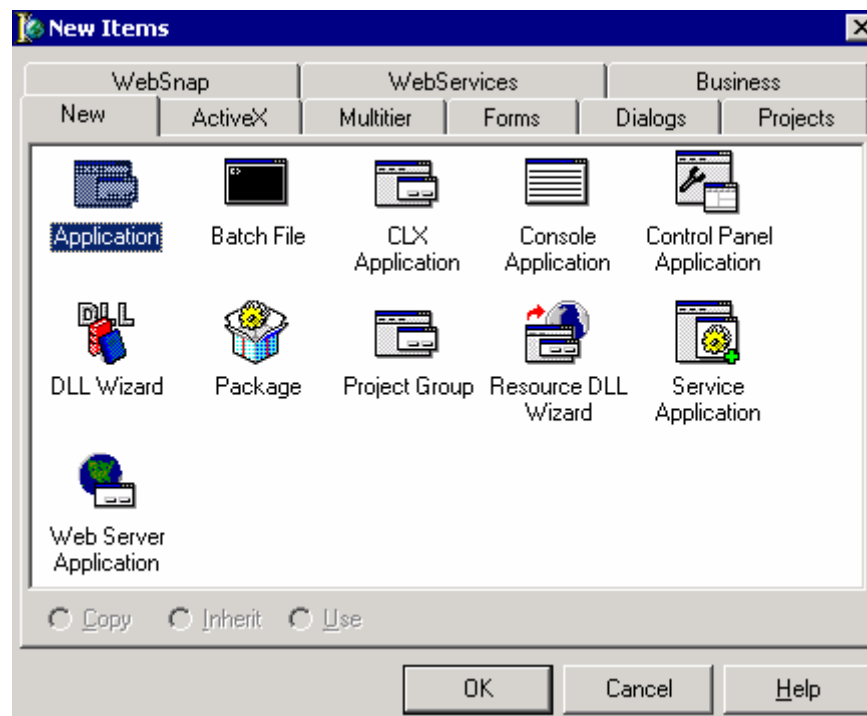 New Items
WebSnap WebServices Business
New ActiveX Multitier Forms Dialogs Projects
Application Batch File CLX Application Console Application Control Panel Application
DLL Wizard Package Project Group Resource DLL Wizard Service Application
Web Server Application
Copy Inherit Use
OK Cancel Help